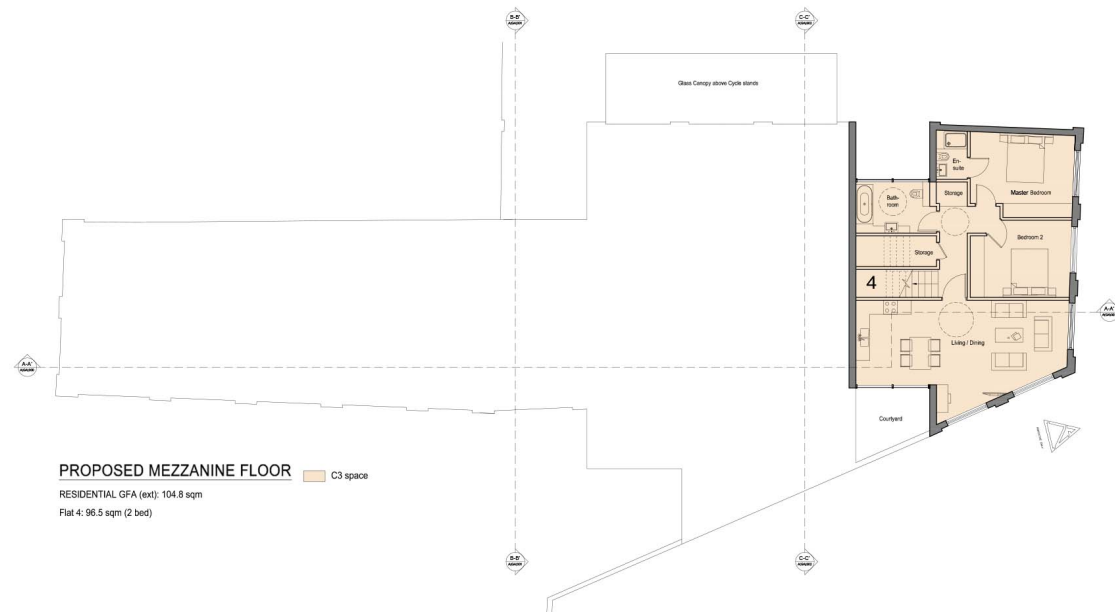 B-B'
C-C'
Glass Canopy above Cycle stands
En-
suite
Master Bedroom
Storage
Bath-
room
Bedroom 2
Storage
4
A-A'
Living / Dining
A-A'
Courtyard
PROPOSED MEZZANINE FLOOR
C3 space
RESIDENTIAL GFA (ext): 104.8 sqm
Flat 4: 96.5 sqm (2 bed)
B-B'
C-C'